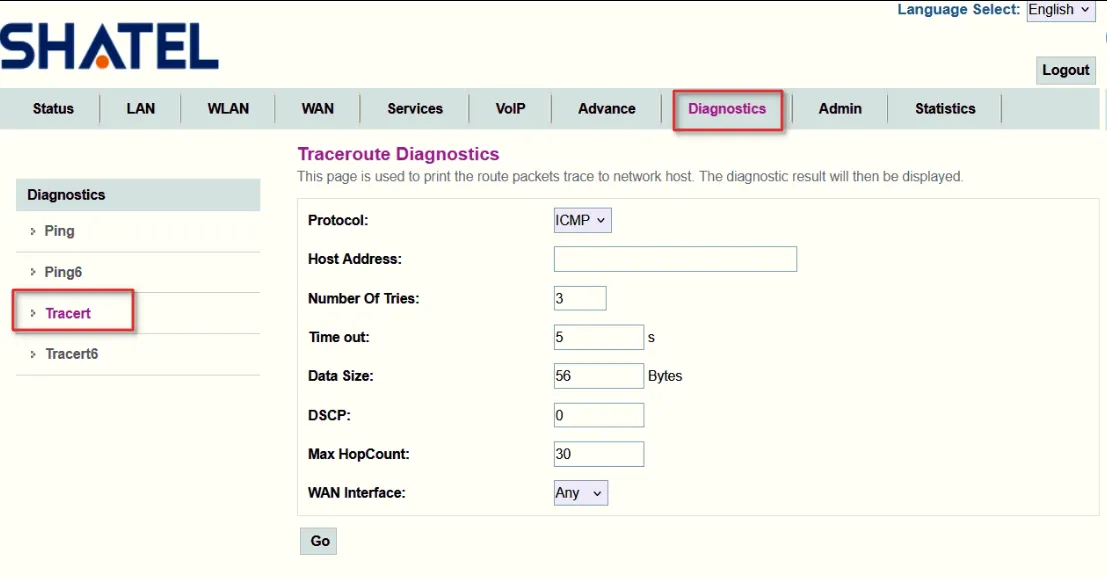 Language Select: English
SHATEL
Logout
Status LAN WLAN WAN Services VoIP Advance Diagnostics Admin Statistics
Diagnostics
Ping
Ping6
Tracert
Tracert6
Traceroute Diagnostics
This page is used to print the route packets trace to network host. The diagnostic result will then be displayed.
Protocol: ICMP
Host Address:
Number Of Tries: 3
Time out: 5 s
Data Size: 56 Bytes
DSCP: 0
Max HopCount: 30
WAN Interface: Any
Go